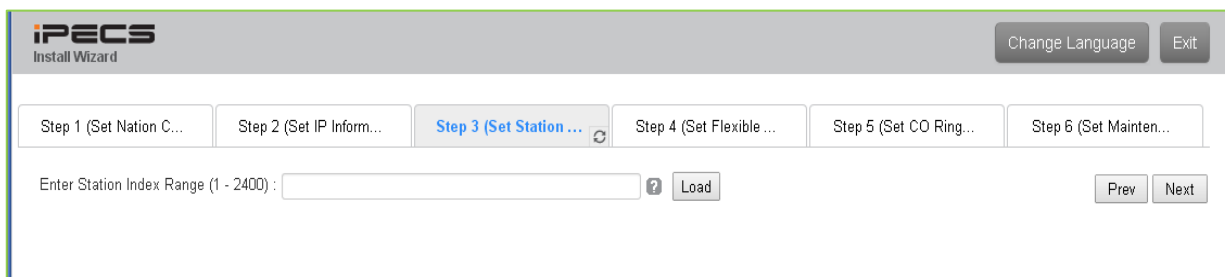 iPECS
Install Wizard
Change Language
Exit
Step 1 (Set Nation C...
Step 2 (Set IP Inform...
Step 3 (Set Station ...
Step 4 (Set Flexible ...
Step 5 (Set CO Ring...
Step 6 (Set Mainten...
Enter Station Index Range (1 - 2400) :
?
Load
Prev
Next